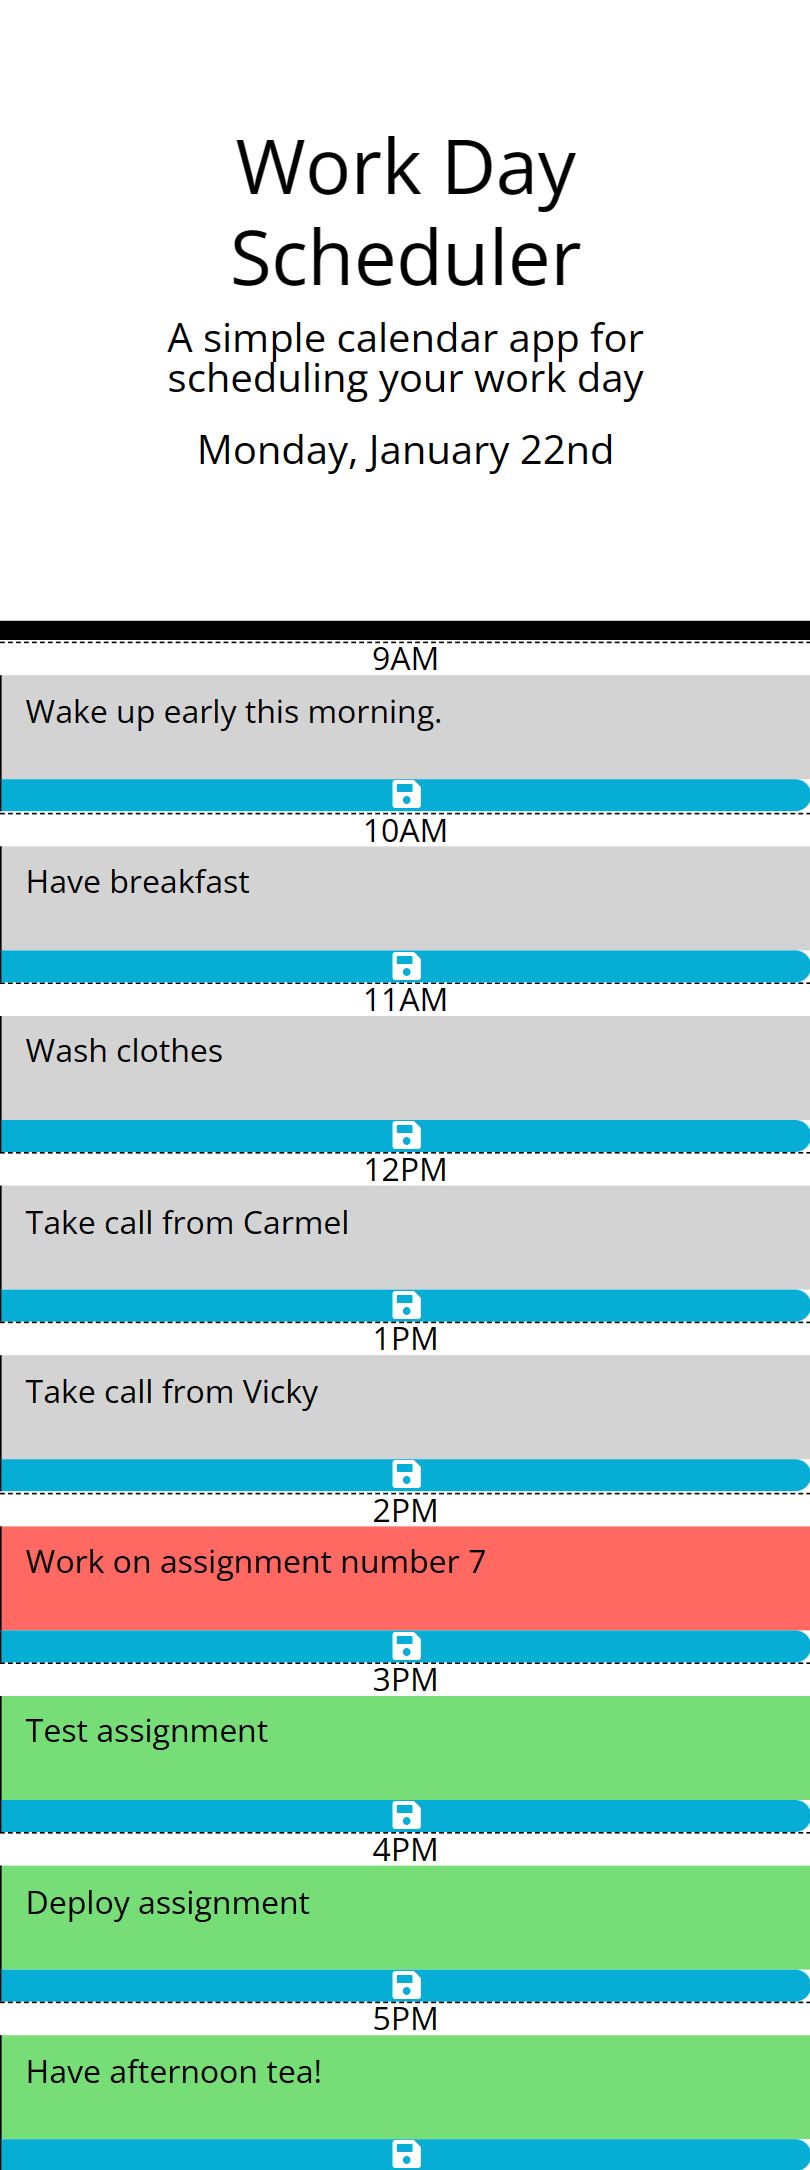 Work Day
Scheduler
A simple calendar app for
scheduling your work day
Monday, January 22nd
9AM
Wake up early this morning.
10AM
Have breakfast
11AM
Wash clothes
12PM
Take call from Carmel
1PM
Take call from Vicky
2PM
Work on assignment number 7
3PM
Test assignment
4PM
Deploy assignment
5PM
Have afternoon tea!